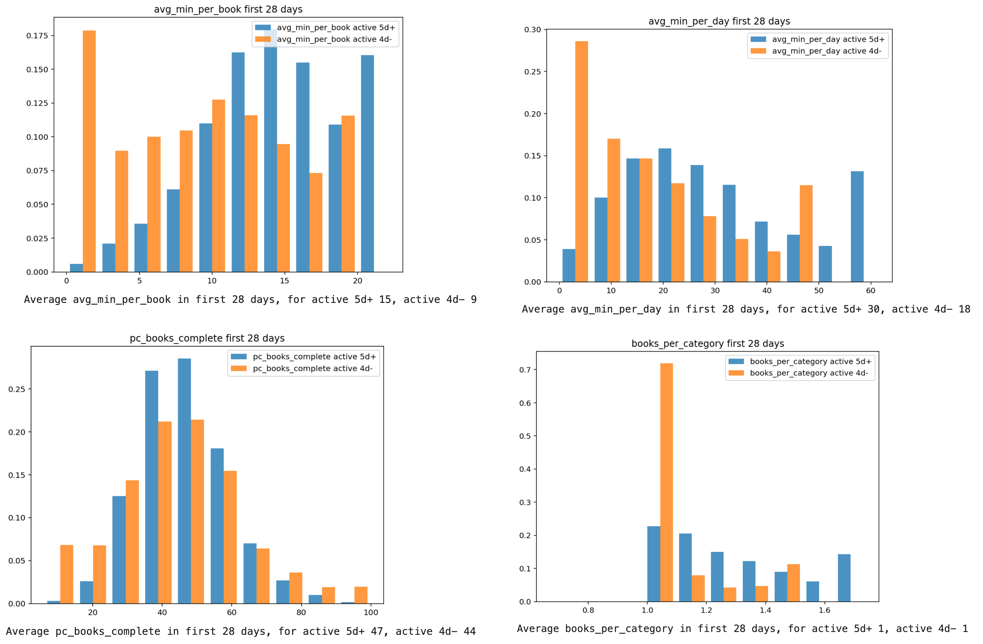 avg_min_per_book first 28 days
avg_min_per_book active 5d+
avg_min_per_book active 4d-
0.175
0.150
0.125
0.100
0.075
0.050
0.025
0.000
0 5 10 15 20
Average avg_min_per_book in first 28 days, for active 5d+ 15, active 4d- 9
avg_min_per_day first 28 days
avg_min_per_day active 5d+
avg_min_per_day active 4d-
0.30
0.25
0.20
0.15
0.10
0.05
0.00
0 10 20 30 40 50 60
Average avg_min_per_day in first 28 days, for active 5d+ 30, active 4d- 18
pc_books_complete first 28 days
pc_books_complete active 5d+
pc_books_complete active 4d-
0.25
0.20
0.15
0.10
0.05
0.00
20 40 60 80 100
Average pc_books_complete in first 28 days, for active 5d+ 47, active 4d- 44
books_per_category first 28 days
books_per_category active 5d+
books_per_category active 4d-
0.7
0.6
0.5
0.4
0.3
0.2
0.1
0.0
0.8 1.0 1.2 1.4 1.6
Average books_per_category in first 28 days, for active 5d+ 1, active 4d- 1